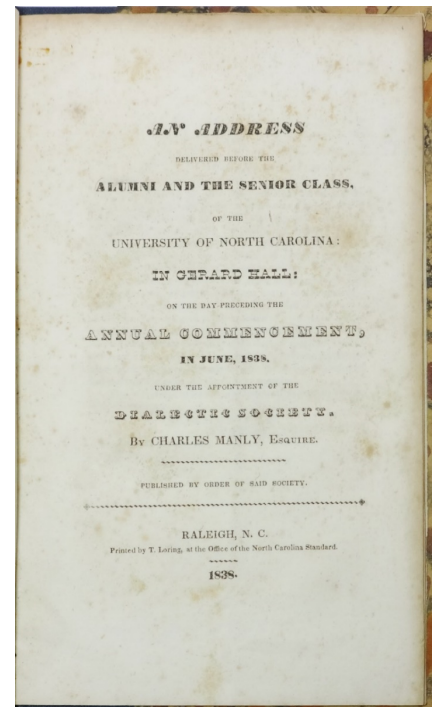 AN ADDRESS
DELIVERED BEFORE THE
ALUMNI AND THE SENIOR CLASS,
OF THE
UNIVERSITY OF NORTH CAROLINA:
IN GERARD HALL:
ON THE DAY PRECEDING THE
ANNUAL COMMENCEMENT,
IN JUNE, 1838.
UNDER THE APPOINTMENT OF THE
DIALECTIC SOCIETY.
By CHARLES MANLY, Esquire.
PUBLISHED BY ORDER OF SAID SOCIETY.
RALEIGH, N. C.
Printed by T. Loring, at the Office of the North Carolina Standard.
1838.